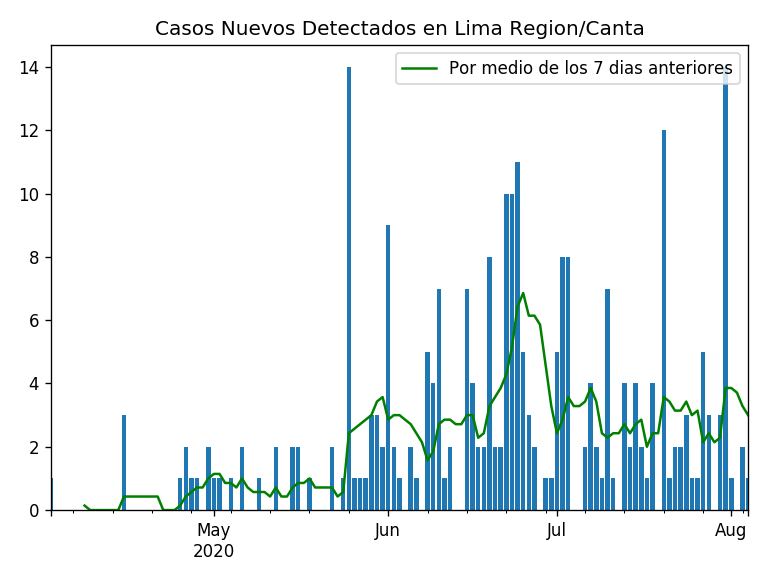 Casos Nuevos Detectados en Lima Region/Canta
Por medio de los 7 dias anteriores
14
12
10
8
6
4
2
0
May
2020
Jun
Jul
Aug